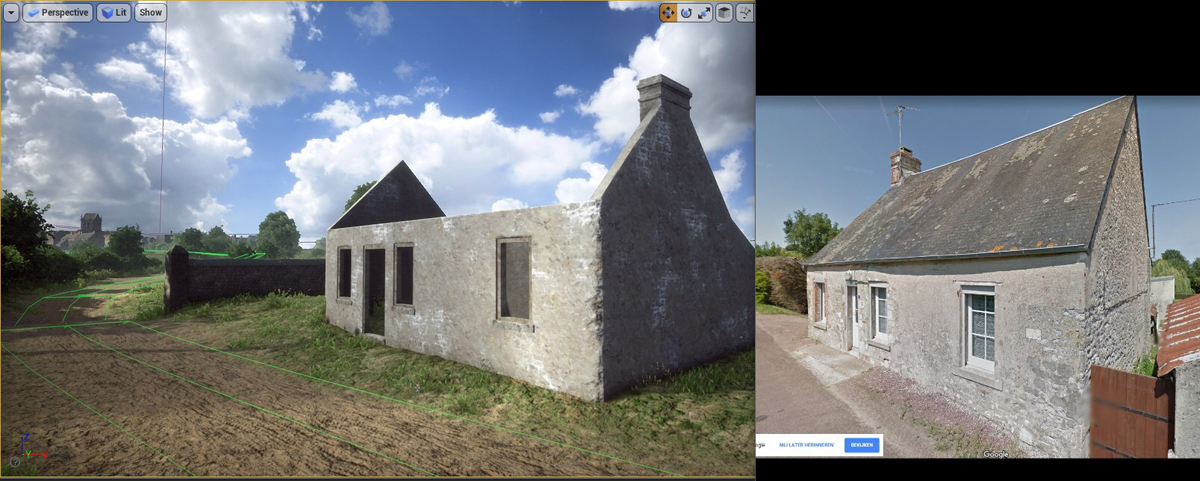 Perspective
Lit
Show
MIJ LATER HERINNEREN
BEKIJKEN
Google